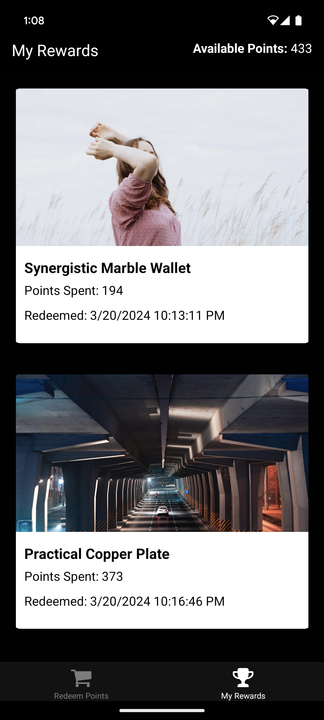 1:08
My Rewards
Available Points: 433
Synergistic Marble Wallet
Points Spent: 194
Redeemed: 3/20/2024 10:13:11 PM
Practical Copper Plate
Points Spent: 373
Redeemed: 3/20/2024 10:16:46 PM
Redeem Points
My Rewards